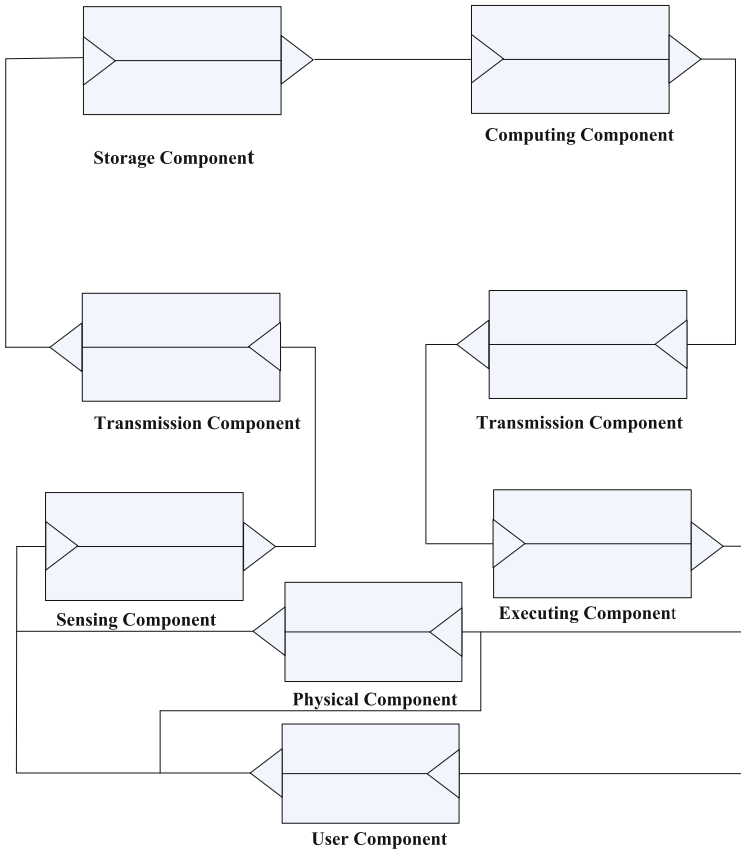 Computing Component
Storage Component
Transmission Component
Transmission Component
Sensing Component
Executing Component
Physical Component
User Component